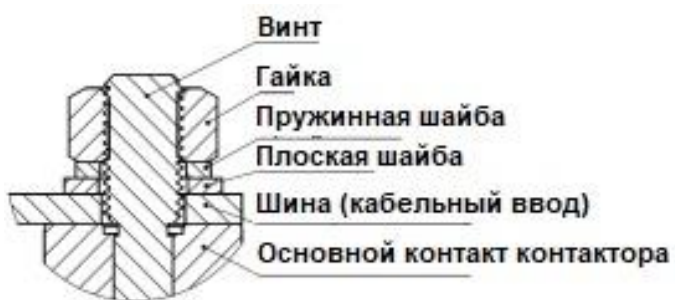 Винт
Гайка
Пружинная шайба
Плоская шайба
Шина (кабельный ввод)
Основной контакт контактора